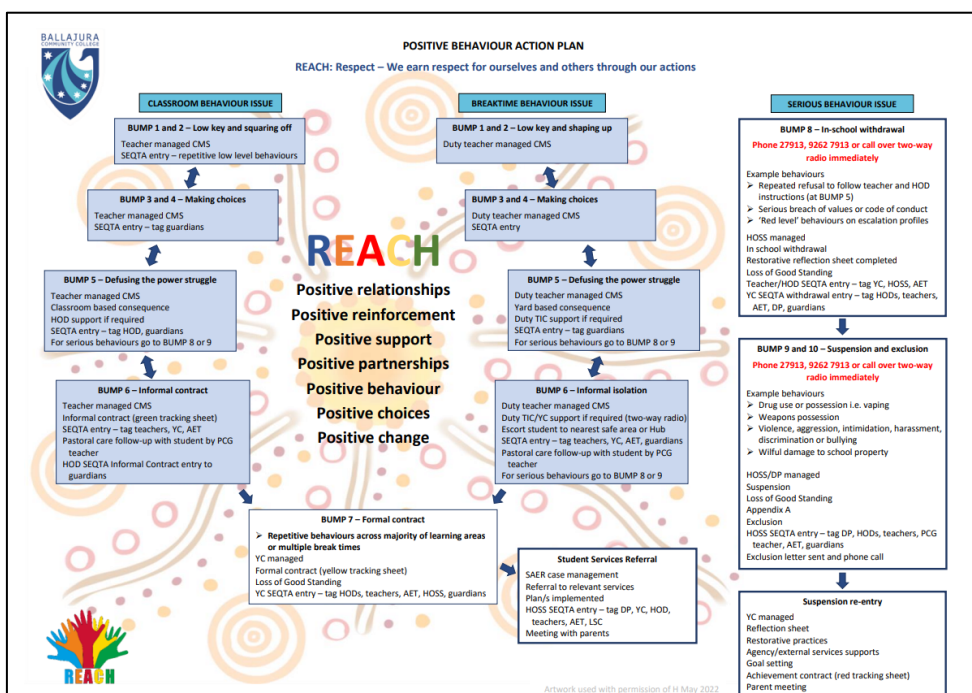 BALLAJURA
COMMUNITY COLLEGE
POSITIVE BEHAVIOUR ACTION PLAN
REACH: Respect – We earn respect for ourselves and others through our actions
CLASSROOM BEHAVIOUR ISSUE
BUMP 1 and 2 – Low key and squaring off
Teacher managed CMS
SEQTA entry – repetitive low level behaviours
BUMP 3 and 4 – Making choices
Teacher managed CMS
SEQTA entry – tag guardians
BUMP 5 – Defusing the power struggle
Teacher managed CMS
Classroom based consequence
HOD support if required
SEQTA entry – tag HOD, guardians
For serious behaviours go to BUMP 8 or 9
BUMP 6 – Informal contract
Teacher managed CMS
Informal contract (green tracking sheet)
SEQTA entry – tag teachers, YC, AET
Pastoral care follow-up with student by PCG
teacher
HOD SEQTA Informal Contract entry to
guardians
REACH
Positive relationships
Positive reinforcement
Positive support
Positive partnerships
Positive behaviour
Positive choices
Positive change
BREAKTIME BEHAVIOUR ISSUE
BUMP 1 and 2 – Low key and shaping up
Duty teacher managed CMS
BUMP 3 and 4 – Making choices
Duty teacher managed CMS
SEQTA entry
BUMP 5 – Defusing the power struggle
Duty teacher managed CMS
Yard based consequence
Duty TIC support if required
SEQTA entry – tag guardians
For serious behaviours go to BUMP 8 or 9
BUMP 6 – Informal isolation
Duty teacher managed CMS
Duty TIC/YC support if required (two-way radio)
Escort student to nearest safe area or Hub
SEQTA entry – tag teachers, YC, AET, guardians
Pastoral care follow-up with student by PCG
teacher
For serious behaviours go to BUMP 8 or 9
BUMP 7 – Formal contract
➢ Repetitive behaviours across majority of learning areas
or multiple break times
YC managed
Formal contract (yellow tracking sheet)
Loss of Good Standing
YC SEQTA entry – tag HODs, teachers, AET, HOSS, guardians
Student Services Referral
SAER case management
Referral to relevant services
Plan/s implemented
HOSS SEQTA entry – tag DP, YC, HOD,
teachers, AET, LSC
Meeting with parents
SERIOUS BEHAVIOUR ISSUE
BUMP 8 – In-school withdrawal
Phone 27913, 9262 7913 or call over two-way
radio immediately
Example behaviours
➢ Repeated refusal to follow teacher and HOD
instructions (at BUMP 5)
➢ Serious breach of values or code of conduct
➢ 'Red level' behaviours on escalation profiles
HOSS managed
In school withdrawal
Restorative reflection sheet completed
Loss of Good Standing
Teacher/HOD SEQTA entry – tag YC, HOSS, AET
YC SEQTA withdrawal entry – tag HODs, teachers,
AET, DP, guardians
BUMP 9 and 10 – Suspension and exclusion
Phone 27913, 9262 7913 or call over two-way
radio immediately
Example behaviours
➢ Drug use or possession i.e. vaping
➢ Weapons possession
➢ Violence, aggression, intimidation, harassment,
discrimination or bullying
➢ Wilful damage to school property
HOSS/DP managed
Suspension
Loss of Good Standing
Appendix A
Exclusion
HOSS SEQTA entry – tag DP, HODs, teachers, PCG
teacher, AET, guardians
Exclusion letter sent and phone call
Suspension re-entry
YC managed
Reflection sheet
Restorative practices
Agency/external services supports
Goal setting
Achievement contract (red tracking sheet)
Parent meeting
REACH
Artwork used with permission of H May 2022